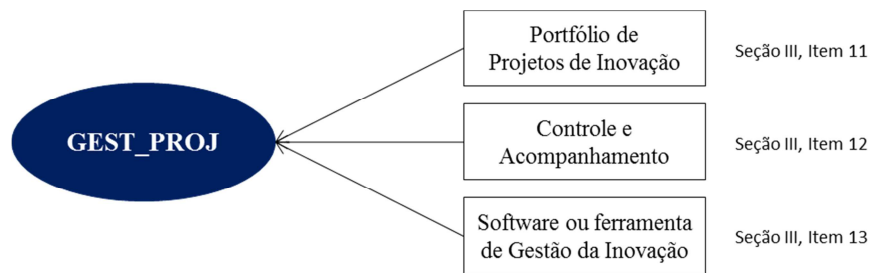 GEST_PROJ
Portfólio de
Projetos de Inovação
Seção III, Item 11
Controle e
Acompanhamento
Seção III, Item 12
Software ou ferramenta
de Gestão da Inovação
Seção III, Item 13